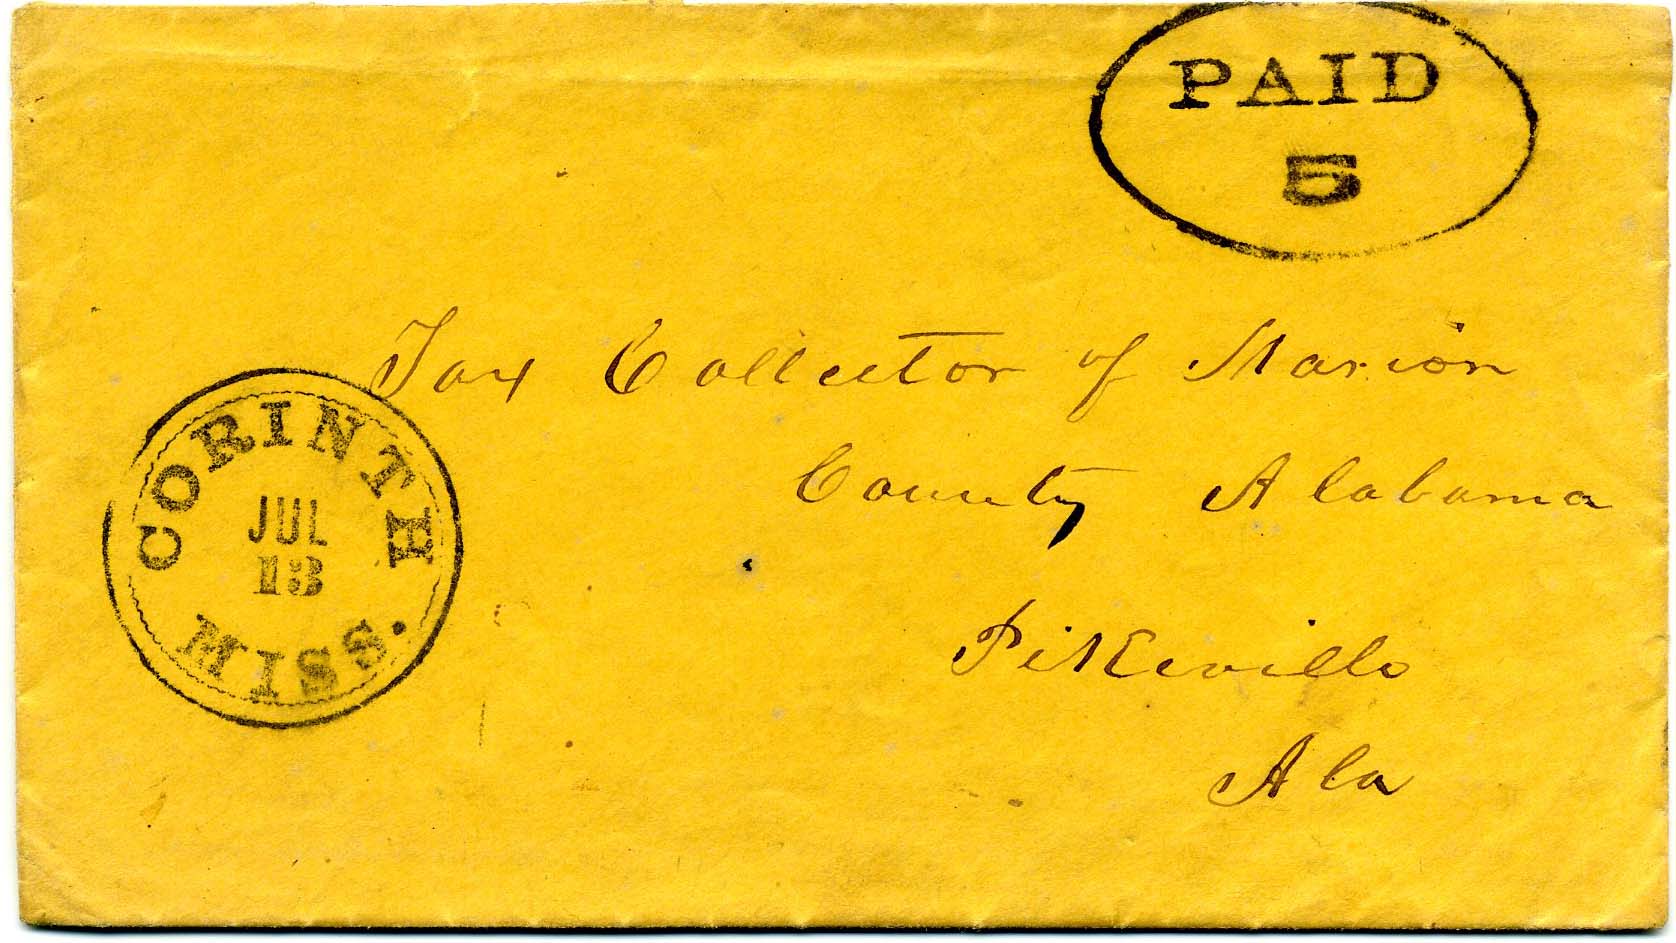 PAID
5
Tax Collector of Marion
County Alabama
Pikeville
Ala
CORINTH
JUL
13
MISS.